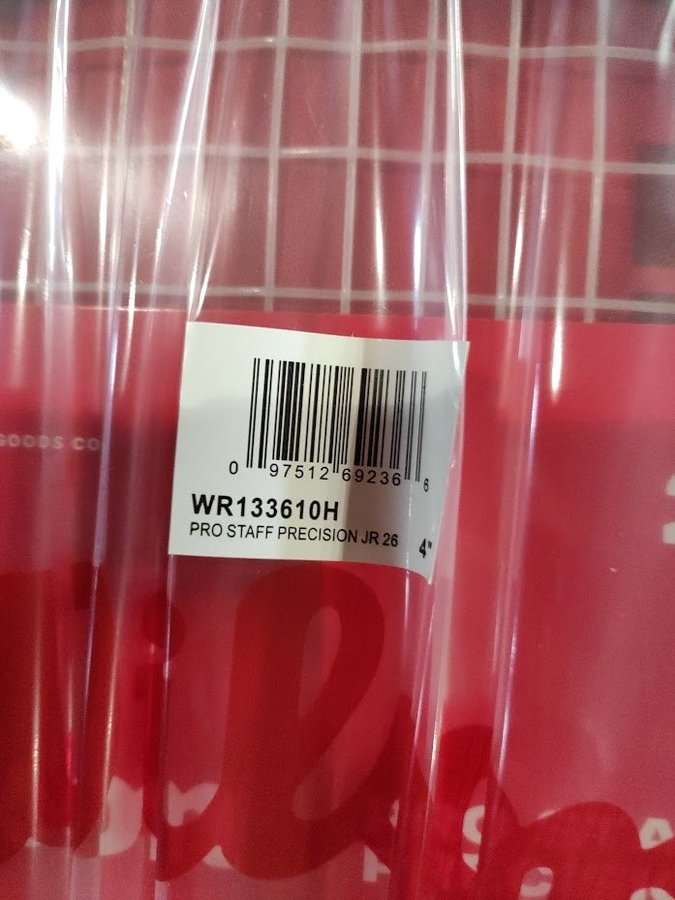 GOODS CO
0 97512 69236 6
WR133610H
PRO STAFF PRECISION JR 26
4"